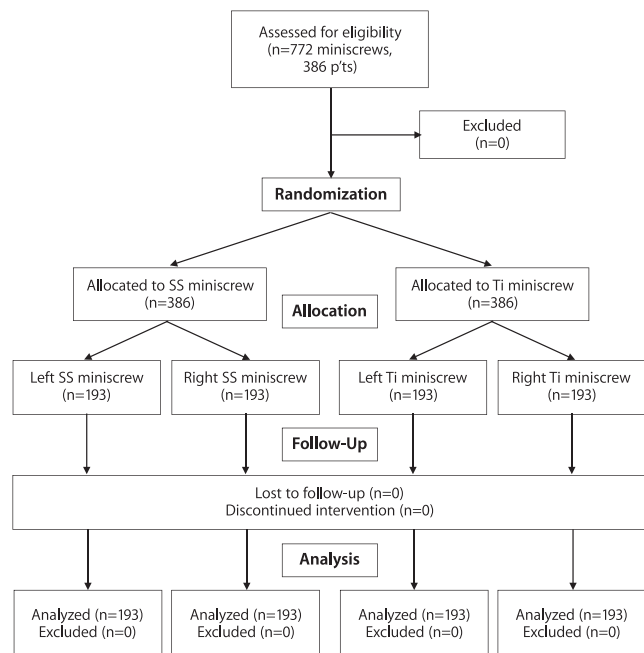 Assessed for eligibility
(n=772 miniscrews,
386 p'ts)
Excluded
(n=0)
Randomization
Allocated to SS miniscrew
(n=386)
Allocated to Ti miniscrew
(n=386)
Allocation
Left SS miniscrew
(n=193)
Right SS miniscrew
(n=193)
Left Ti miniscrew
(n=193)
Right Ti miniscrew
(n=193)
Follow-Up
Lost to follow-up (n=0)
Discontinued intervention (n=0)
Analysis
Analyzed (n=193)
Excluded (n=0)
Analyzed (n=193)
Excluded (n=0)
Analyzed (n=193)
Excluded (n=0)
Analyzed (n=193)
Excluded (n=0)